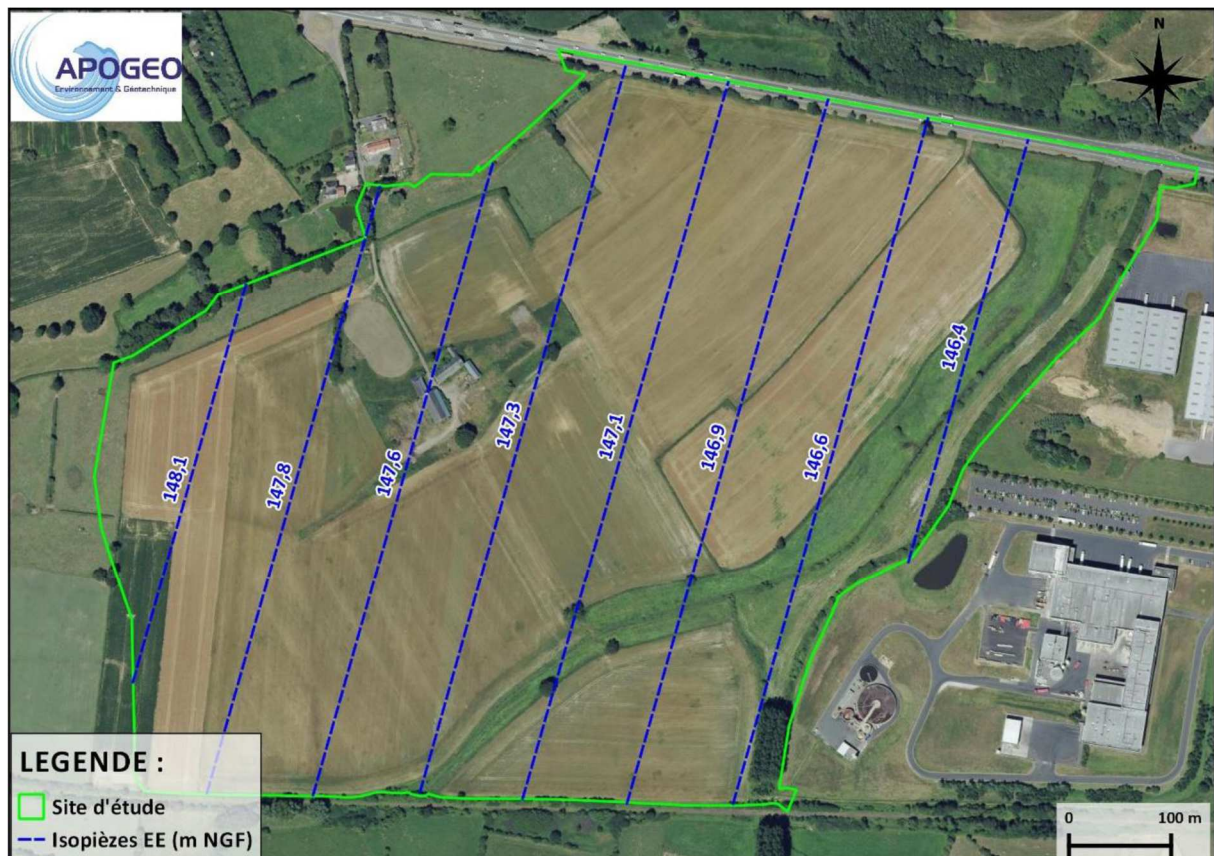 APOGEO
Environnement & Géotechnique
N
148,1
147,8
147,6
147,3
147,1
146,9
146,6
146,4
LEGENDE :
Site d'étude
Isopièzes EE (m NGF)
0 100 m